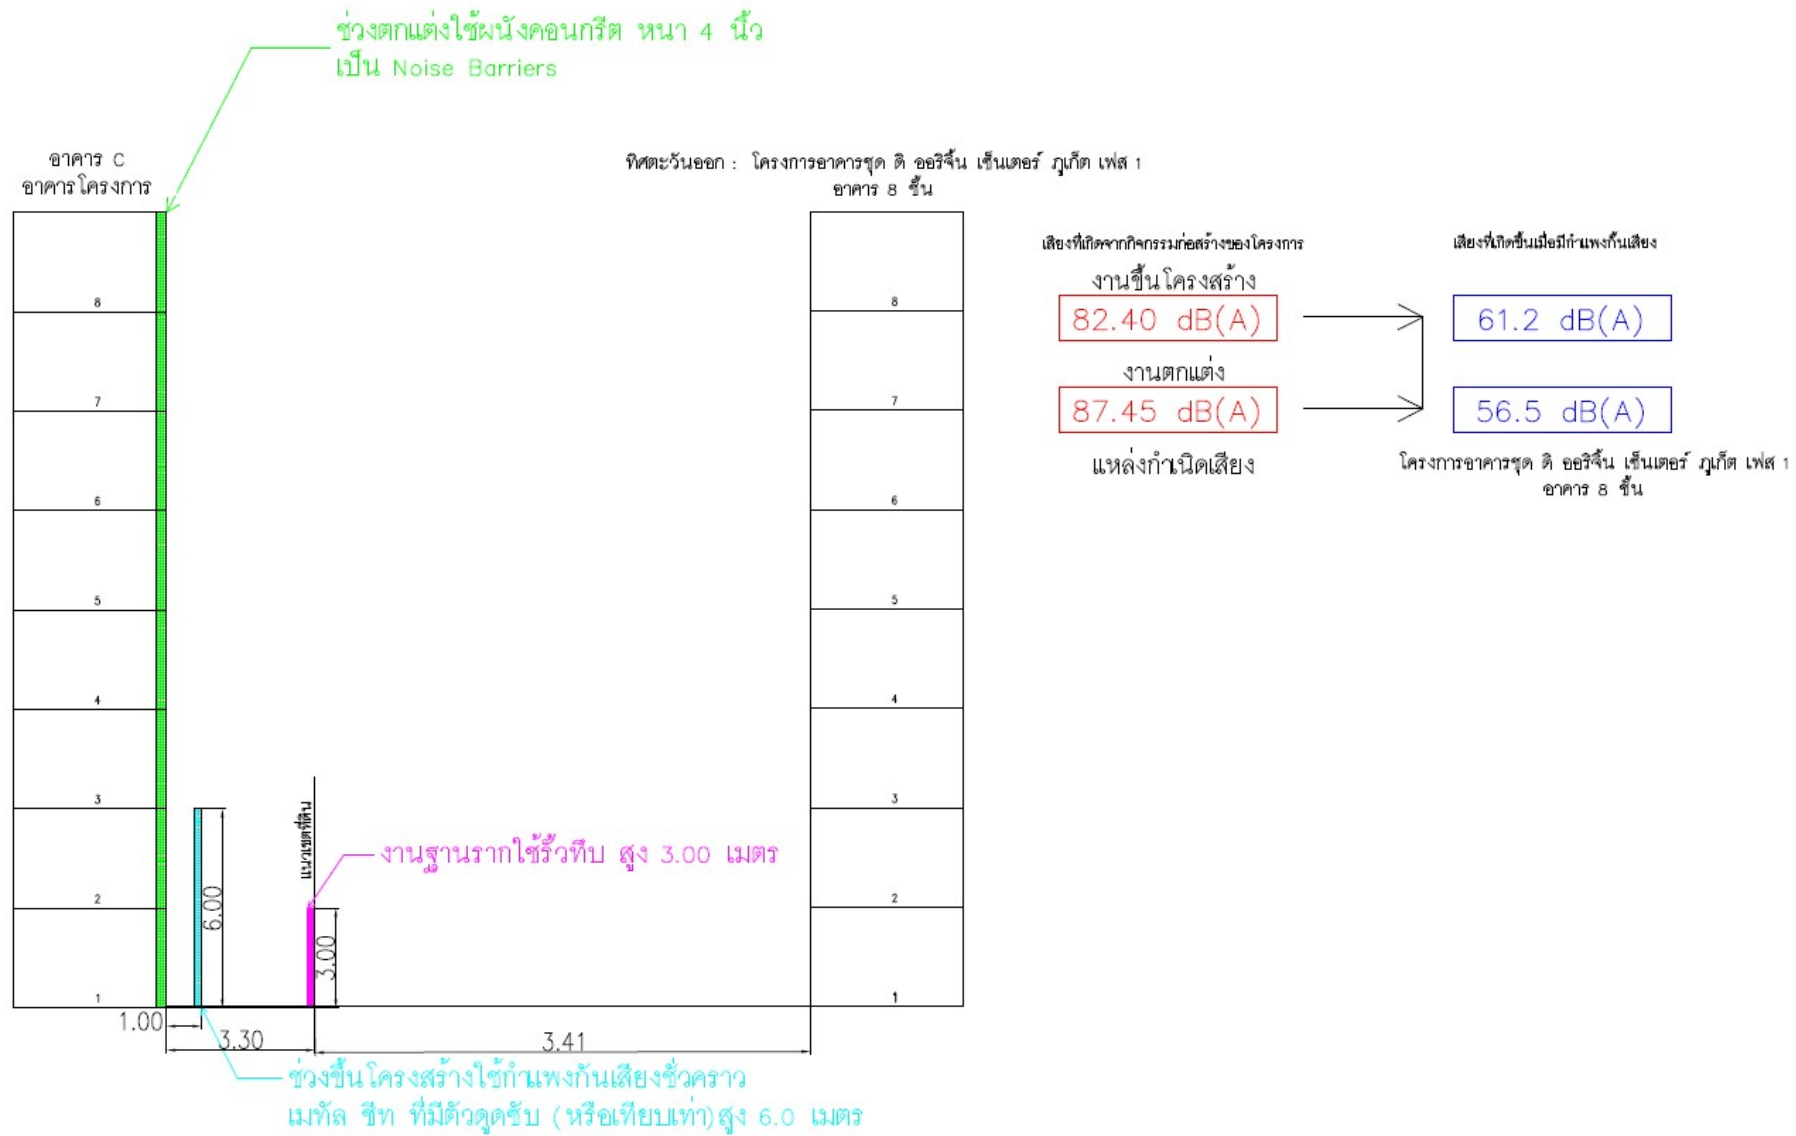 ช่วงตกแต่งใช้ผนังคอนกรีต หนา 4 นิ้ว
เป็น Noise Barriers
อาคาร C
อาคารโครงการ
ทิศตะวันออก : โครงการอาคารชุด ดิ ออริจิ้น เซ็นเตอร์ ภูเก็ต เฟส 1
อาคาร 8 ชั้น
เสียงที่เกิดจากกิจกรรมก่อสร้างของโครงการ
เสียงที่เกิดขึ้นเมื่อมีกำแพงกั้นเสียง
งานขึ้นโครงสร้าง
82.40 dB(A)
61.2 dB(A)
งานตกแต่ง
87.45 dB(A)
56.5 dB(A)
แหล่งกำเนิดเสียง
โครงการอาคารชุด ดิ ออริจิ้น เซ็นเตอร์ ภูเก็ต เฟส 1
อาคาร 8 ชั้น
8
8
7
7
6
6
5
5
4
4
3
3
แนวเขตที่ดิน
งานฐานรากใช้รั้วทึบ สูง 3.00 เมตร
2
2
6.00
3.00
1
1
1.00
3.30
3.41
ช่วงขึ้นโครงสร้างใช้กำแพงกันเสียงชั่วคราว
เมทัล ชีท ที่มีตัวดูดซับ (หรือเทียบเท่า)สูง 6.0 เมตร